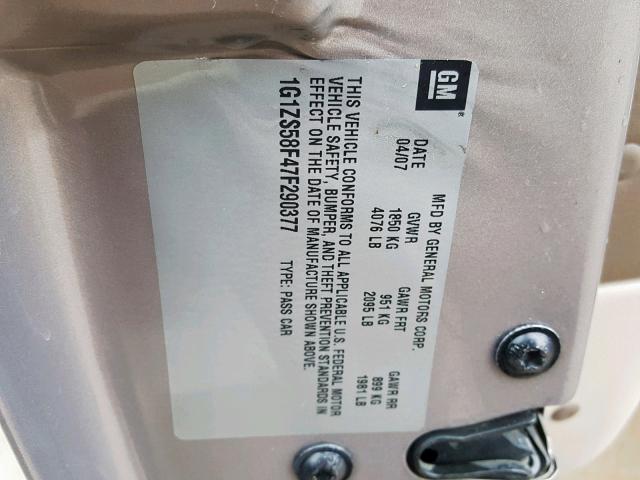 GM®
MFD BY GENERAL MOTORS CORP.
DATE GVWR GAWR FRT GAWR RR
04/07 1850 KG 951 KG 899 KG
4076 LB 2095 LB 1981 LB
THIS VEHICLE CONFORMS TO ALL APPLICABLE U.S. FEDERAL MOTOR
VEHICLE SAFETY, BUMPER, AND THEFT PREVENTION STANDARDS IN
EFFECT ON THE DATE OF MANUFACTURE SHOWN ABOVE.
1G1ZS58F47F290377 TYPE: PASS CAR